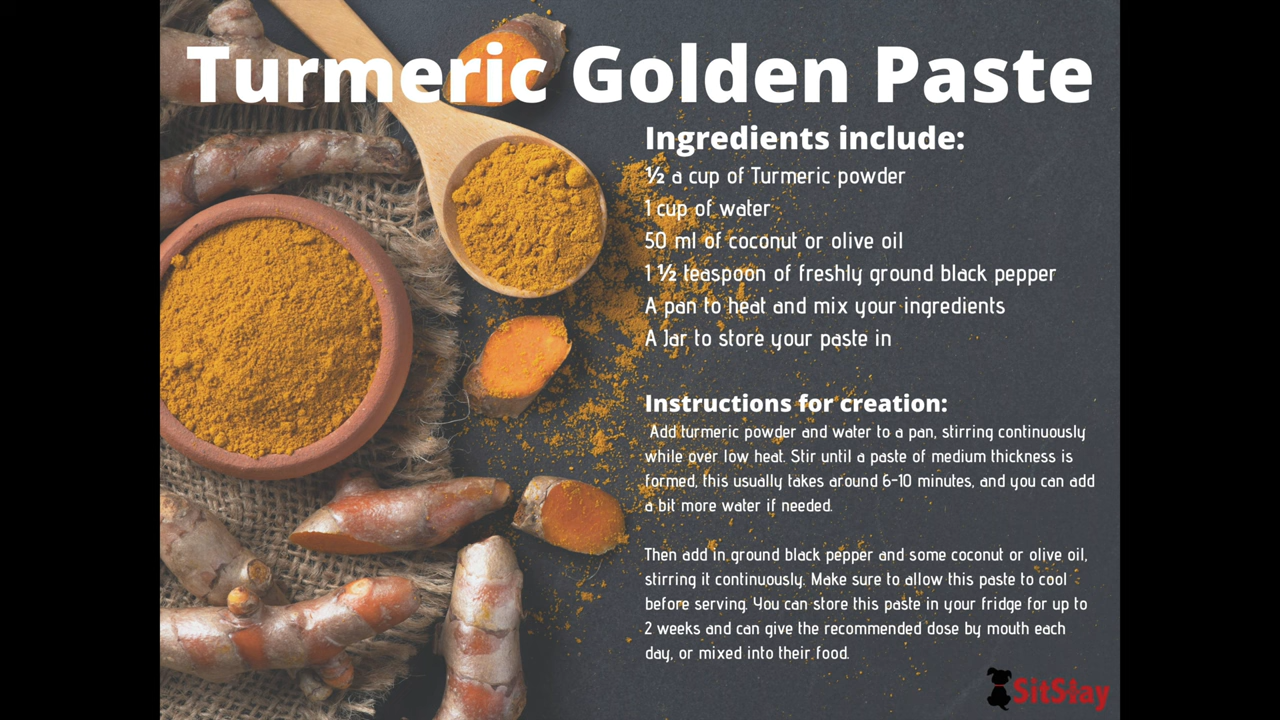 Turmeric Golden Paste
Ingredients include:
½ a cup of Turmeric powder
1 cup of water
50 ml of coconut or olive oil
1 ½ teaspoon of freshly ground black pepper
A pan to heat and mix your ingredients
A Jar to store your paste in
Instructions for creation:
Add turmeric powder and water to a pan, stirring continuously
while over low heat. Stir until a paste of medium thickness is
formed, this usually takes around 6-10 minutes, and you can add
a bit more water if needed.
Then add in ground black pepper and some coconut or olive oil,
stirring it continuously. Make sure to allow this paste to cool
before serving. You can store this paste in your fridge for up to
2 weeks and can give the recommended dose by mouth each
day, or mixed into their food.
SitStay